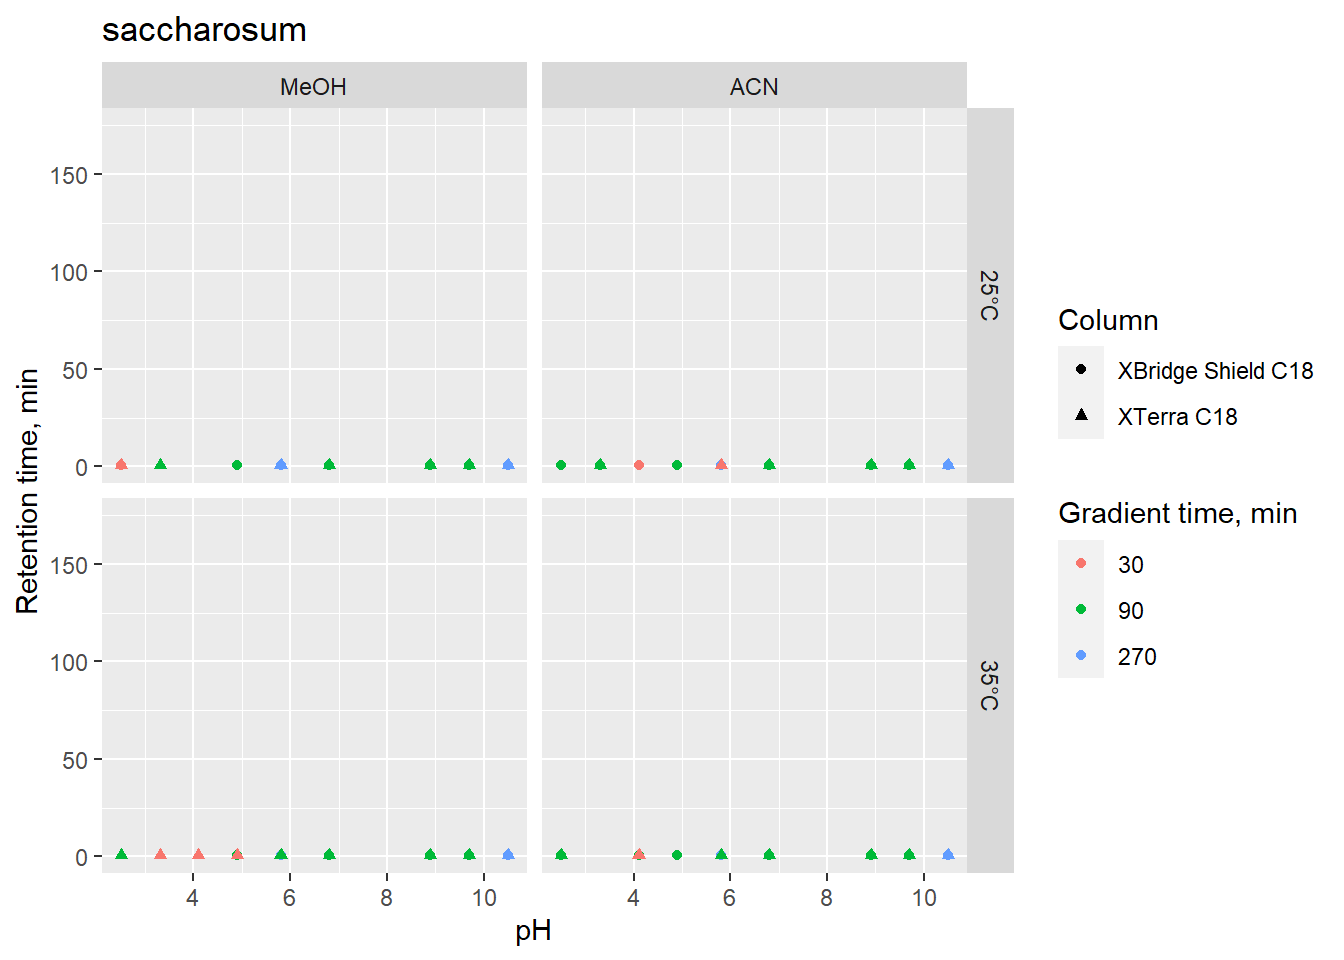 saccharosum
MeOH
ACN
150
100
50
0
25°C
150
100
50
0
35°C
4
6
8
10
4
6
8
10
pH
Retention time, min
Column
XBridge Shield C18
XTerra C18
Gradient time, min
30
90
270